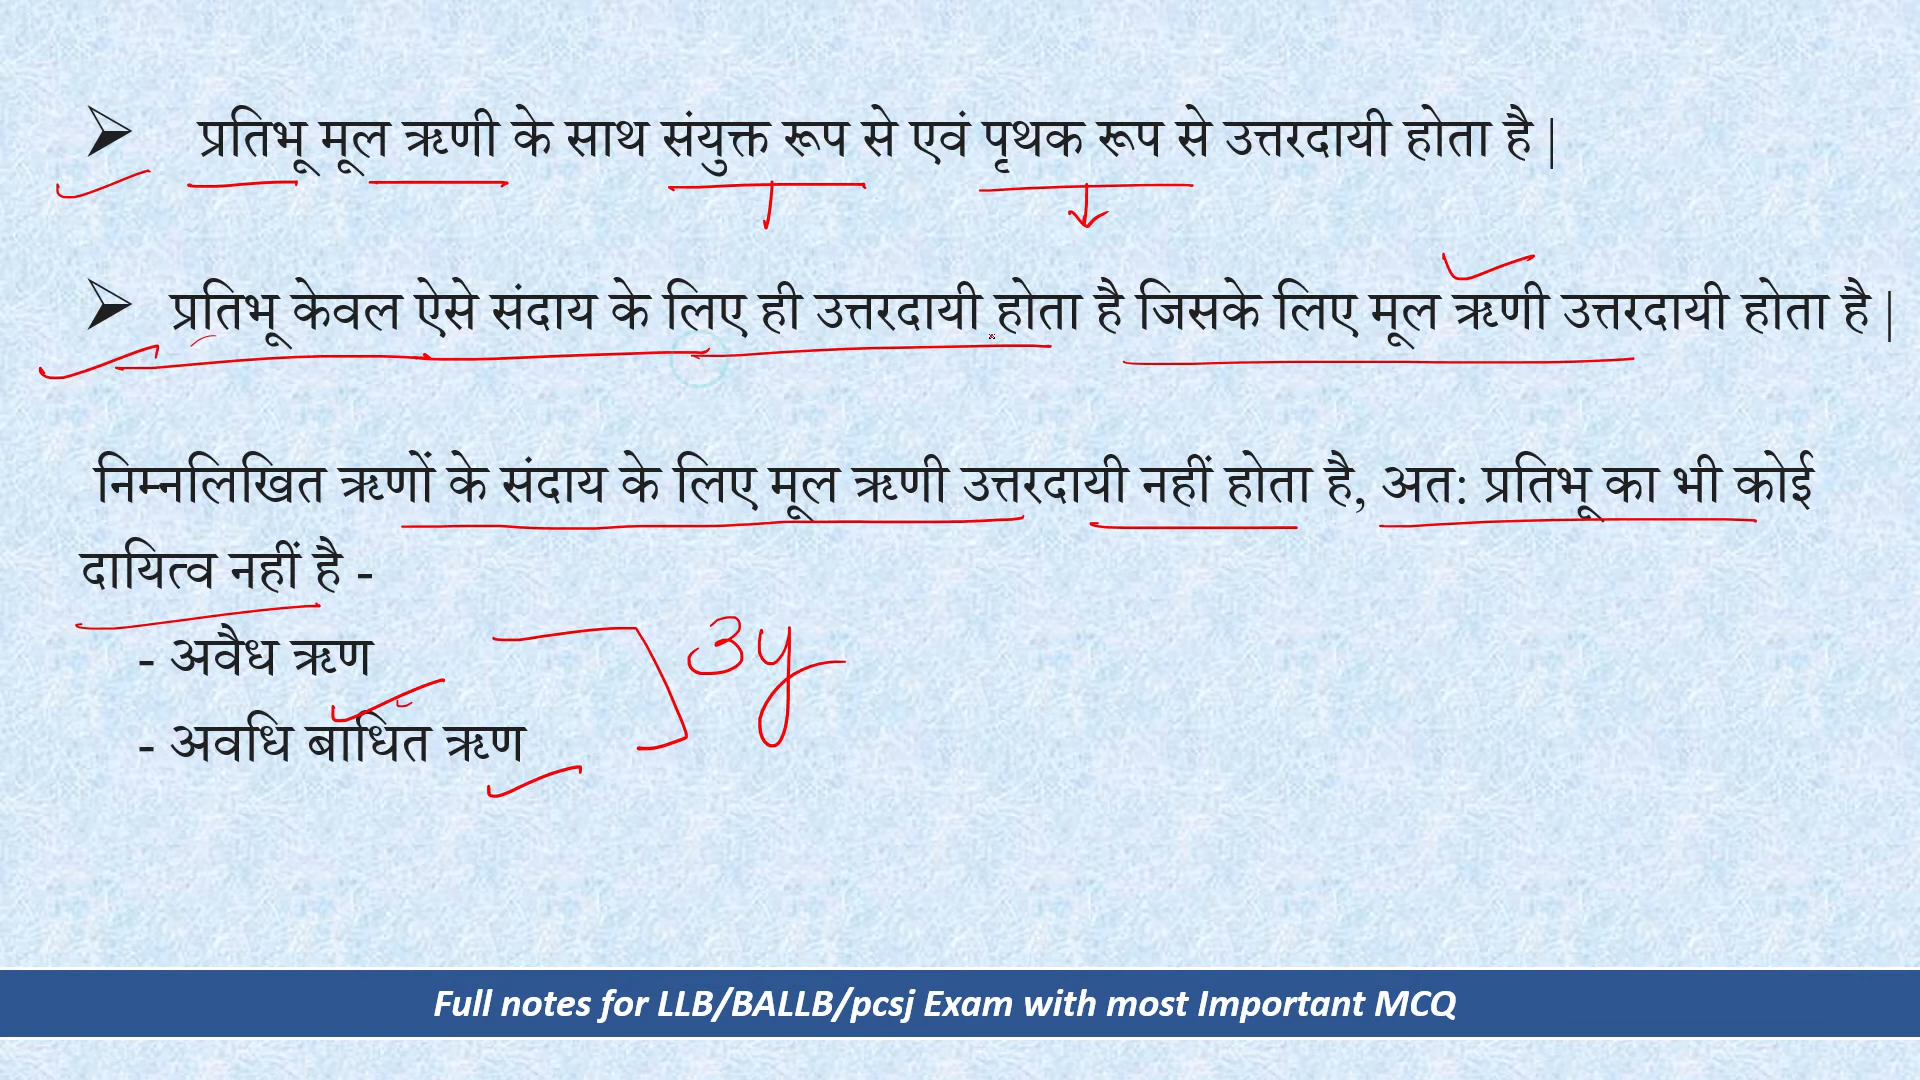 ➢ प्रतिभू मूल ऋणी के साथ संयुक्त रूप से एवं पृथक रूप से उत्तरदायी होता है |
➢ प्रतिभू केवल ऐसे संदाय के लिए ही उत्तरदायी होता है जिसके लिए मूल ऋणी उत्तरदायी होता है |
निम्नलिखित ऋणों के संदाय के लिए मूल ऋणी उत्तरदायी नहीं होता है, अत: प्रतिभू का भी कोई
दायित्व नहीं है -
- अवैध ऋण
3y
- अवधि बाधित ऋण
Full notes for LLB/BALLB/pcsj Exam with most Important MCQ